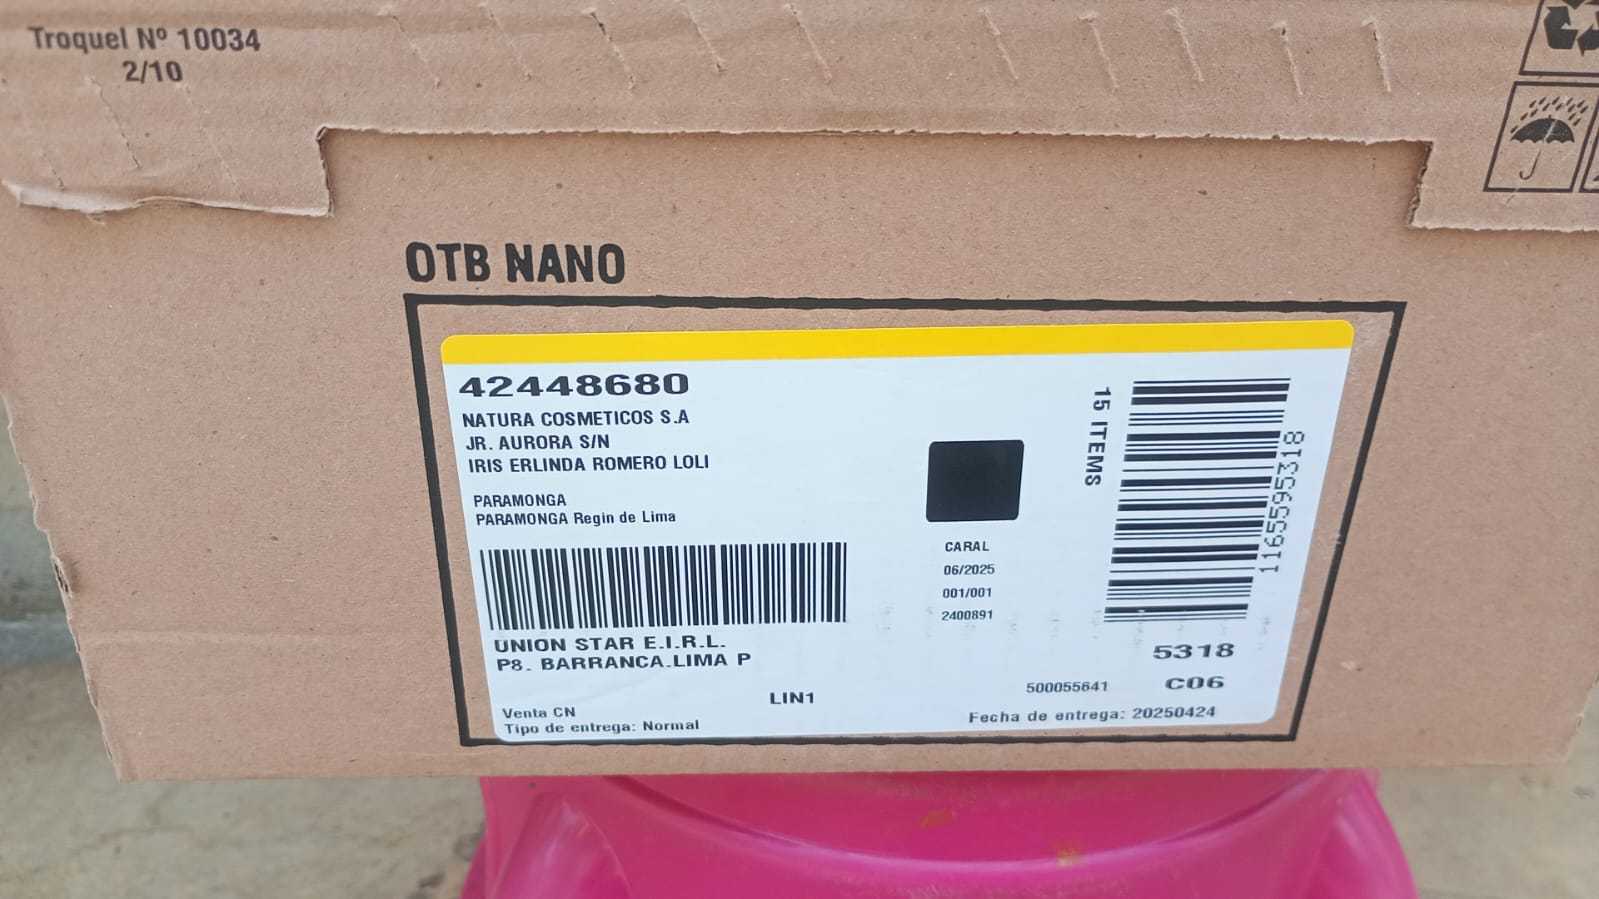 Troquel Nº 10034
2/10
OTB NANO
42448680
NATURA COSMETICOS S.A
JR. AURORA S/N
IRIS ERLINDA ROMERO LOLI
PARAMONGA
PARAMONGA Regin de Lima
UNION STAR E.I.R.L.
P8. BARRANCA.LIMA P
LIN1
Venta CN
Tipo de entrega: Normal
CARAL
06/2025
001/001
2400891
15 ITEMS
1165595318
5318
500055641
C06
Fecha de entrega: 20250424